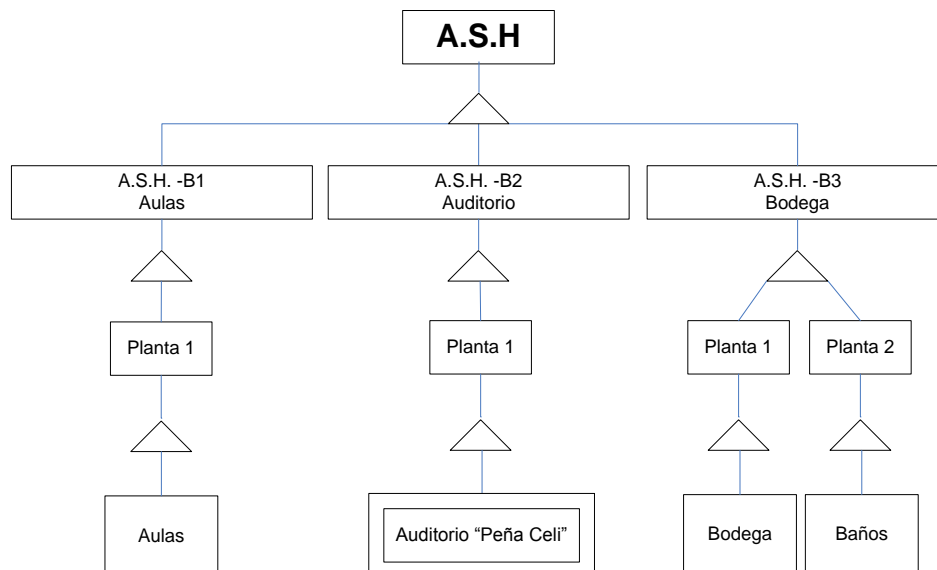 A.S.H
A.S.H. -B1
Aulas
A.S.H. -B2
Auditorio
A.S.H. -B3
Bodega
Planta 1
Planta 1
Planta 1
Planta 2
Aulas
Auditorio “Peña Celi”
Bodega
Baños